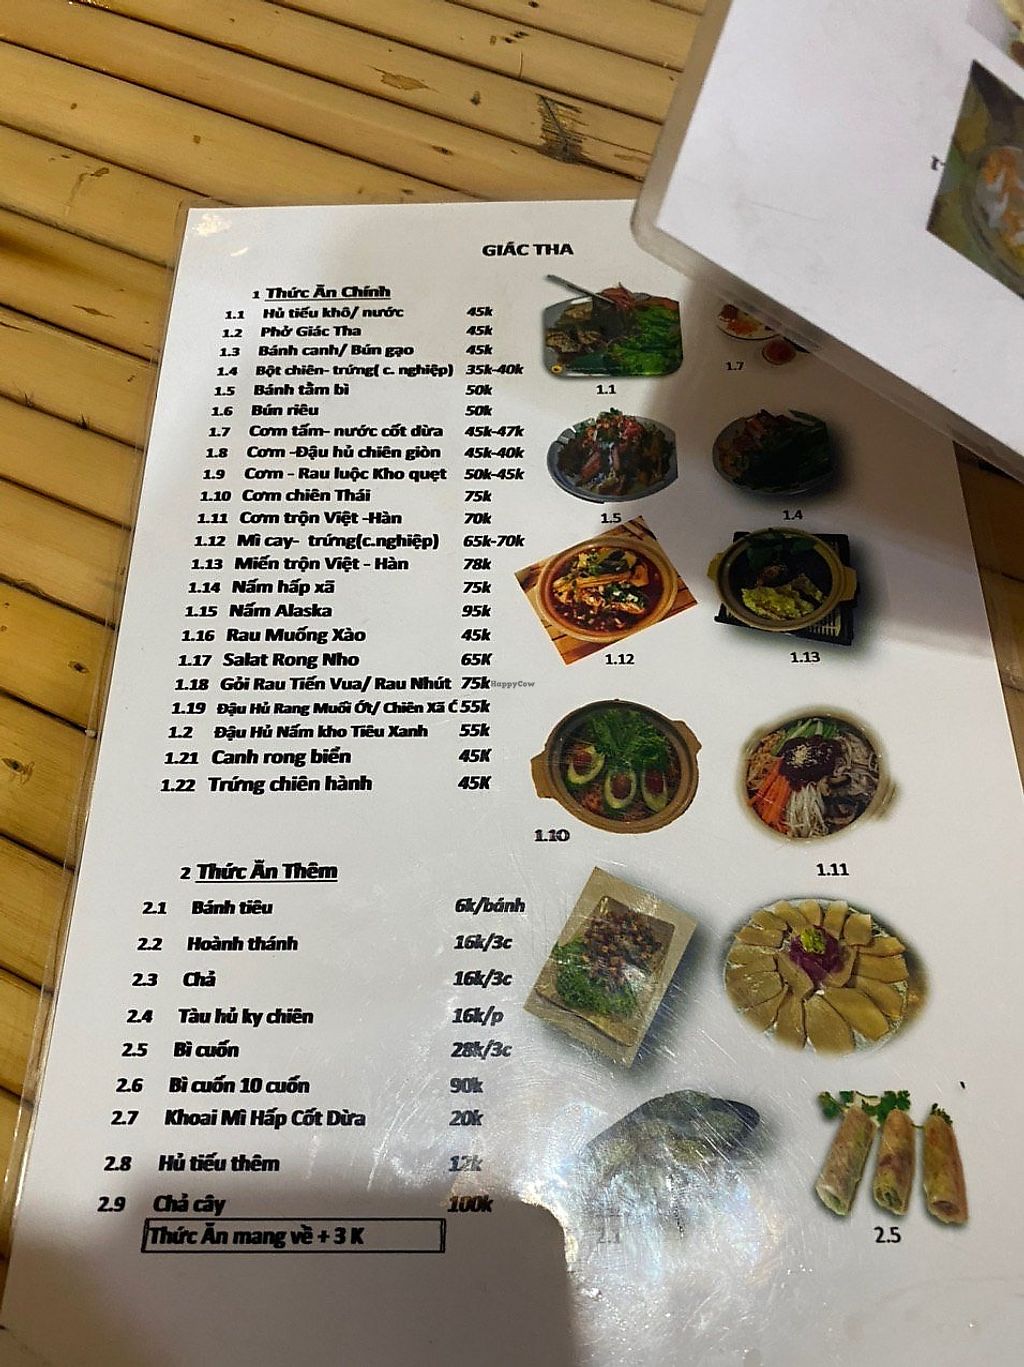 GIÁC THA
1 Thức Ăn Chính
1.1 Hủ tiếu khô/ nước 45k
1.2 Phở Giác Tha 45k
1.3 Bánh canh/ Bún gạo 45k
1.4 Bột chiên- trứng( c. nghiệp) 35k-40k
1.5 Bánh tằm bì 50k
1.6 Bún riêu 50k
1.7 Cơm tấm- nước cốt dừa 45k-47k
1.8 Cơm -Đậu hủ chiên giòn 45k-40k
1.9 Cơm - Rau luộc Kho quẹt 50k-45k
1.10 Cơm chiên Thái 75k
1.11 Cơm trộn Việt -Hàn 70k
1.12 Mì cay- trứng(c.nghiệp) 65k-70k
1.13 Miến trộn Việt - Hàn 78k
1.14 Nấm hấp xã 75k
1.15 Nấm Alaska 95k
1.16 Rau Muống Xào 45k
1.17 Salat Rong Nho 65K
1.18 Gỏi Rau Tiến Vua/ Rau Nhút 75k
1.19 Đậu Hủ Rang Muối Ớt/ Chiên Xã 55k
1.2 Đậu Hủ Nấm kho Tiêu Xanh 55k
1.21 Canh rong biển 45K
1.22 Trứng chiên hành 45K
2 Thức Ăn Thêm
2.1 Bánh tiêu 6k/bánh
2.2 Hoành thánh 16k/3c
2.3 Chả 16k/3c
2.4 Tàu hủ ky chiên 16k/p
2.5 Bì cuốn 28k/3c
2.6 Bì cuốn 10 cuốn 90k
2.7 Khoai Mì Hấp Cốt Dừa 20k
2.8 Hủ tiếu thêm 12k
2.9 Chả cây 100k
Thức Ăn mang về + 3 K
1.1
1.7
1.5
1.4
1.12
1.13
HappyCow
1.10
1.11
2.1
2.5